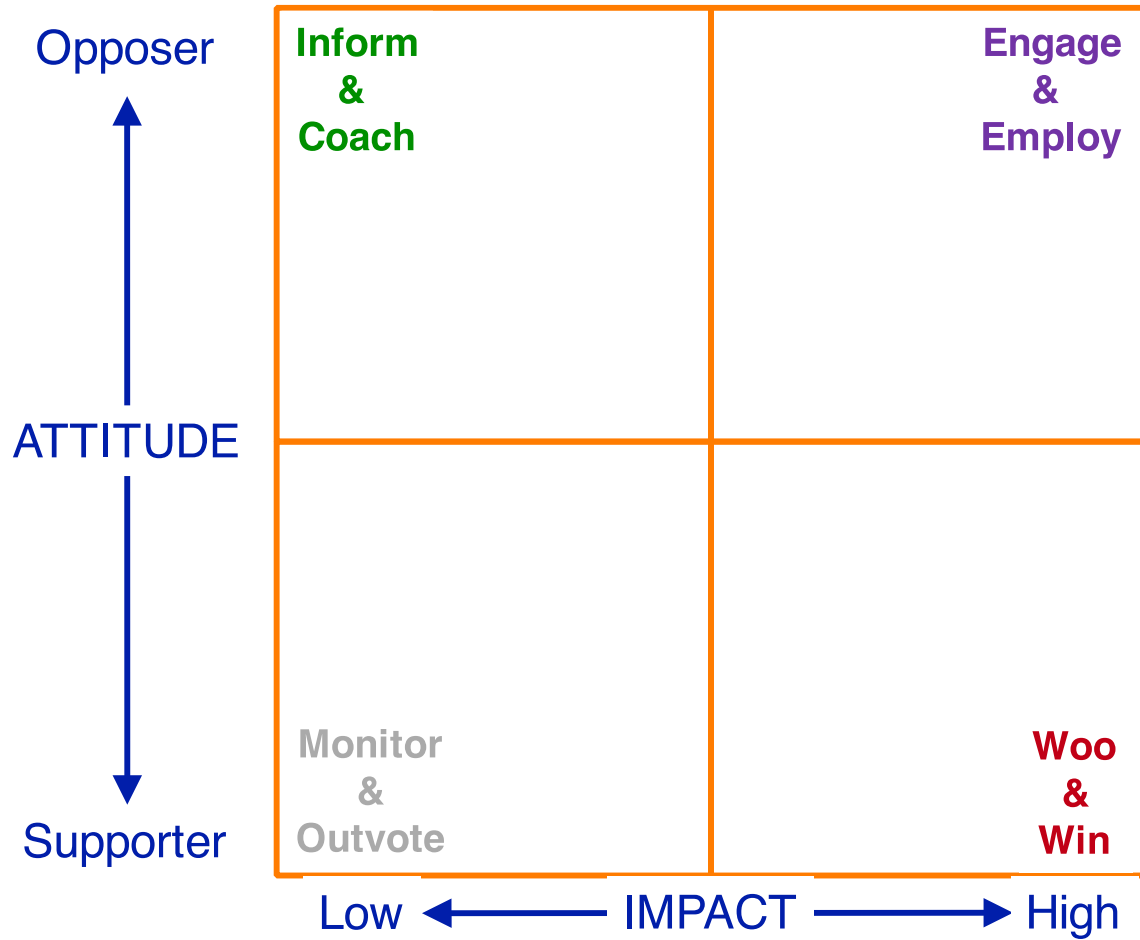 Opposer
ATTITUDE
Supporter
Inform
&
Coach
Engage
&
Employ
Monitor
&
Outvote
Woo
&
Win
Low
IMPACT
High